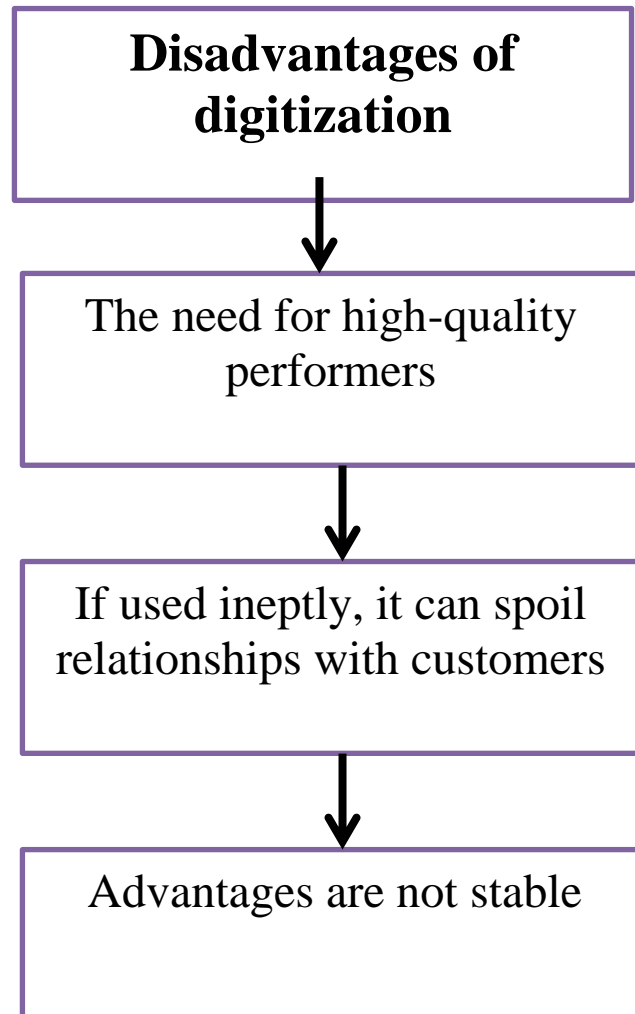 Disadvantages of
digitization
The need for high-quality
performers
If used ineptly, it can spoil
relationships with customers
Advantages are not stable